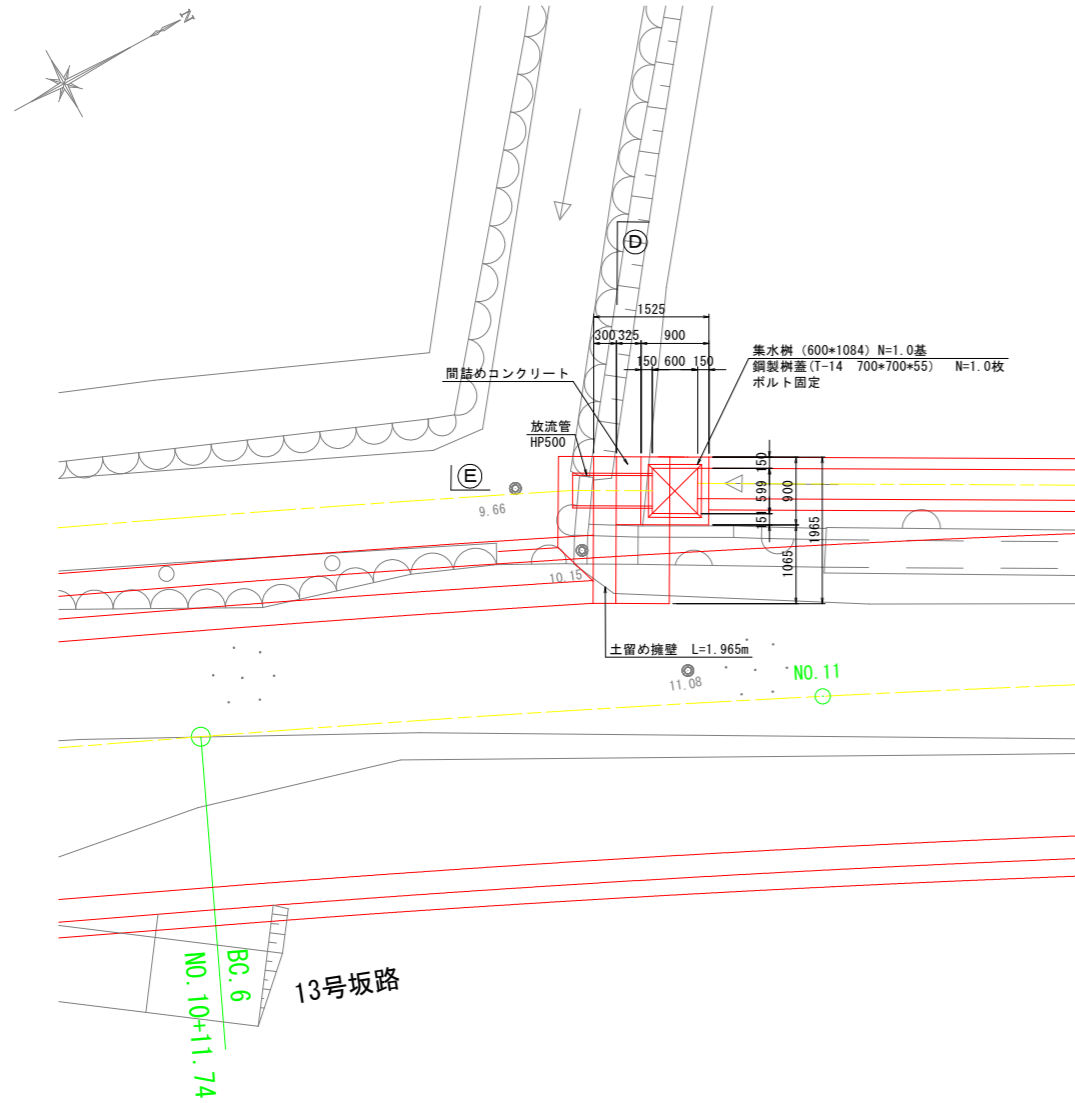 N
D
1525
300 325 900
150 600 150
集水桝 (600*1084) N=1.0基
鋼製桝蓋(T-14 700*700*55) N=1.0枚
ボルト固定
間詰めコンクリート
放流管
HP500
E
9.66
150
599
151
900
1065
1965
10.15
土留め擁壁 L=1.965m
11.08
NO.11
BC.6
NO.10+11.74
13号坂路